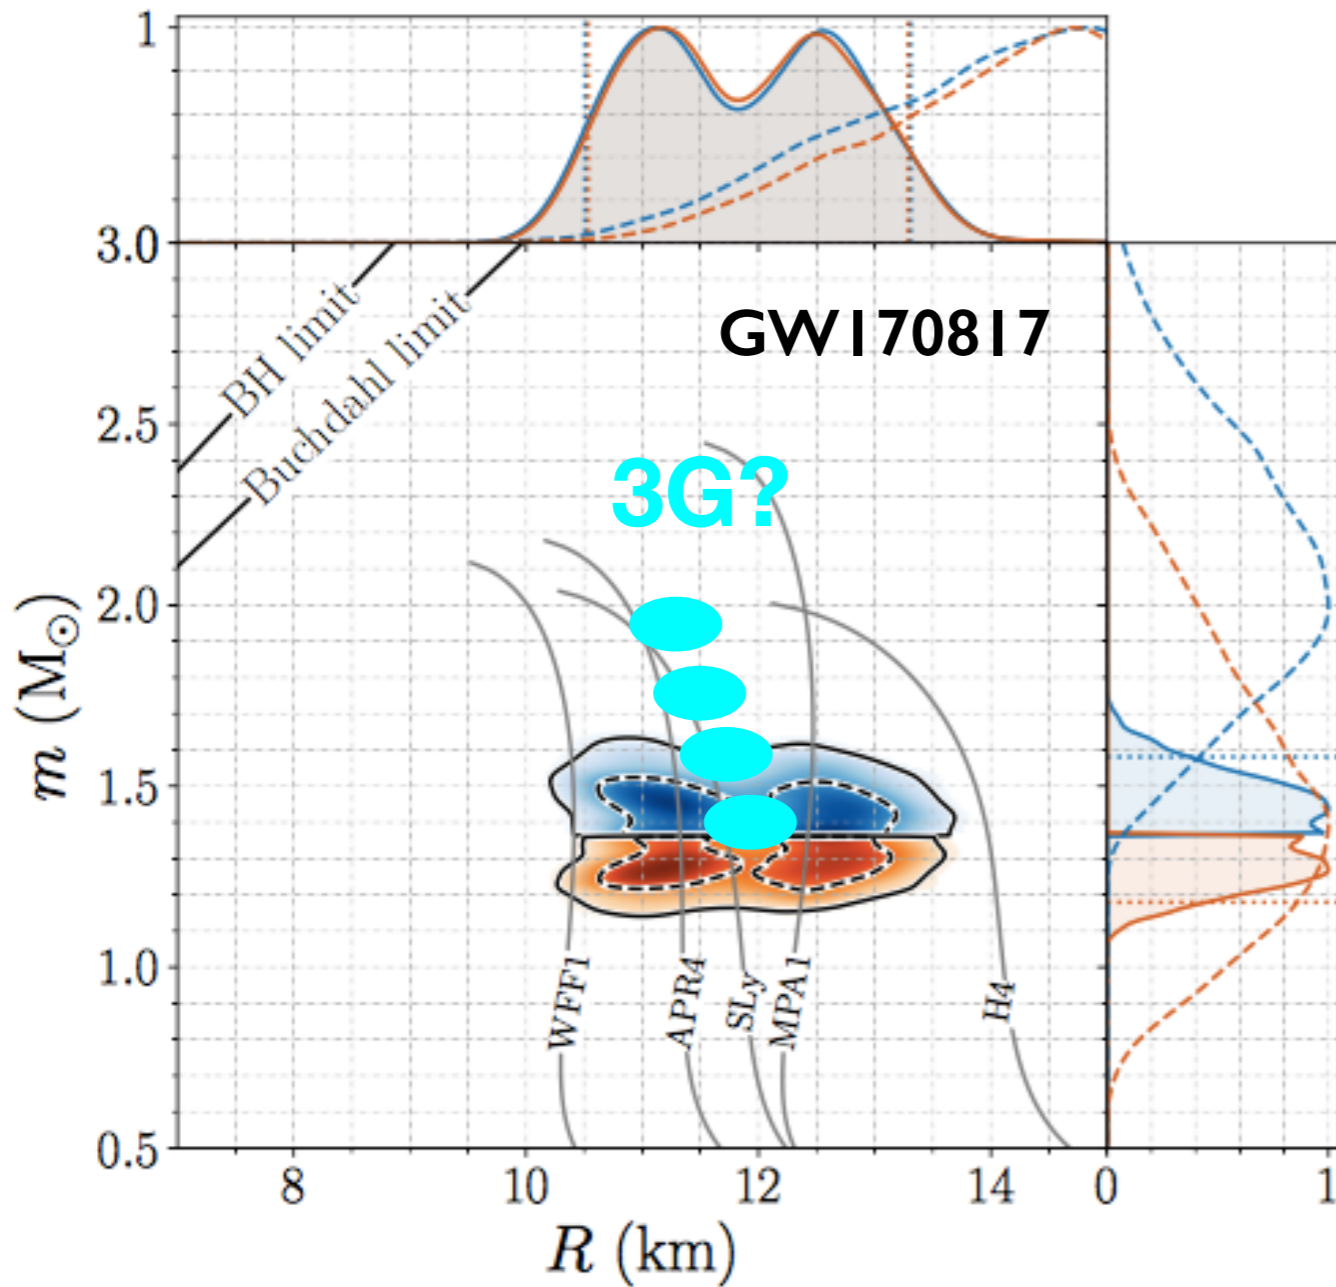 1
3.0
BH limit
Buchdahl limit
GW170817
2.5
3G?
2.0
m (M⊙)
1.5
1.0
WFF1
APR4
SLy
MPA1
H4
0.5
8 10 12 14 0 1
R (km)